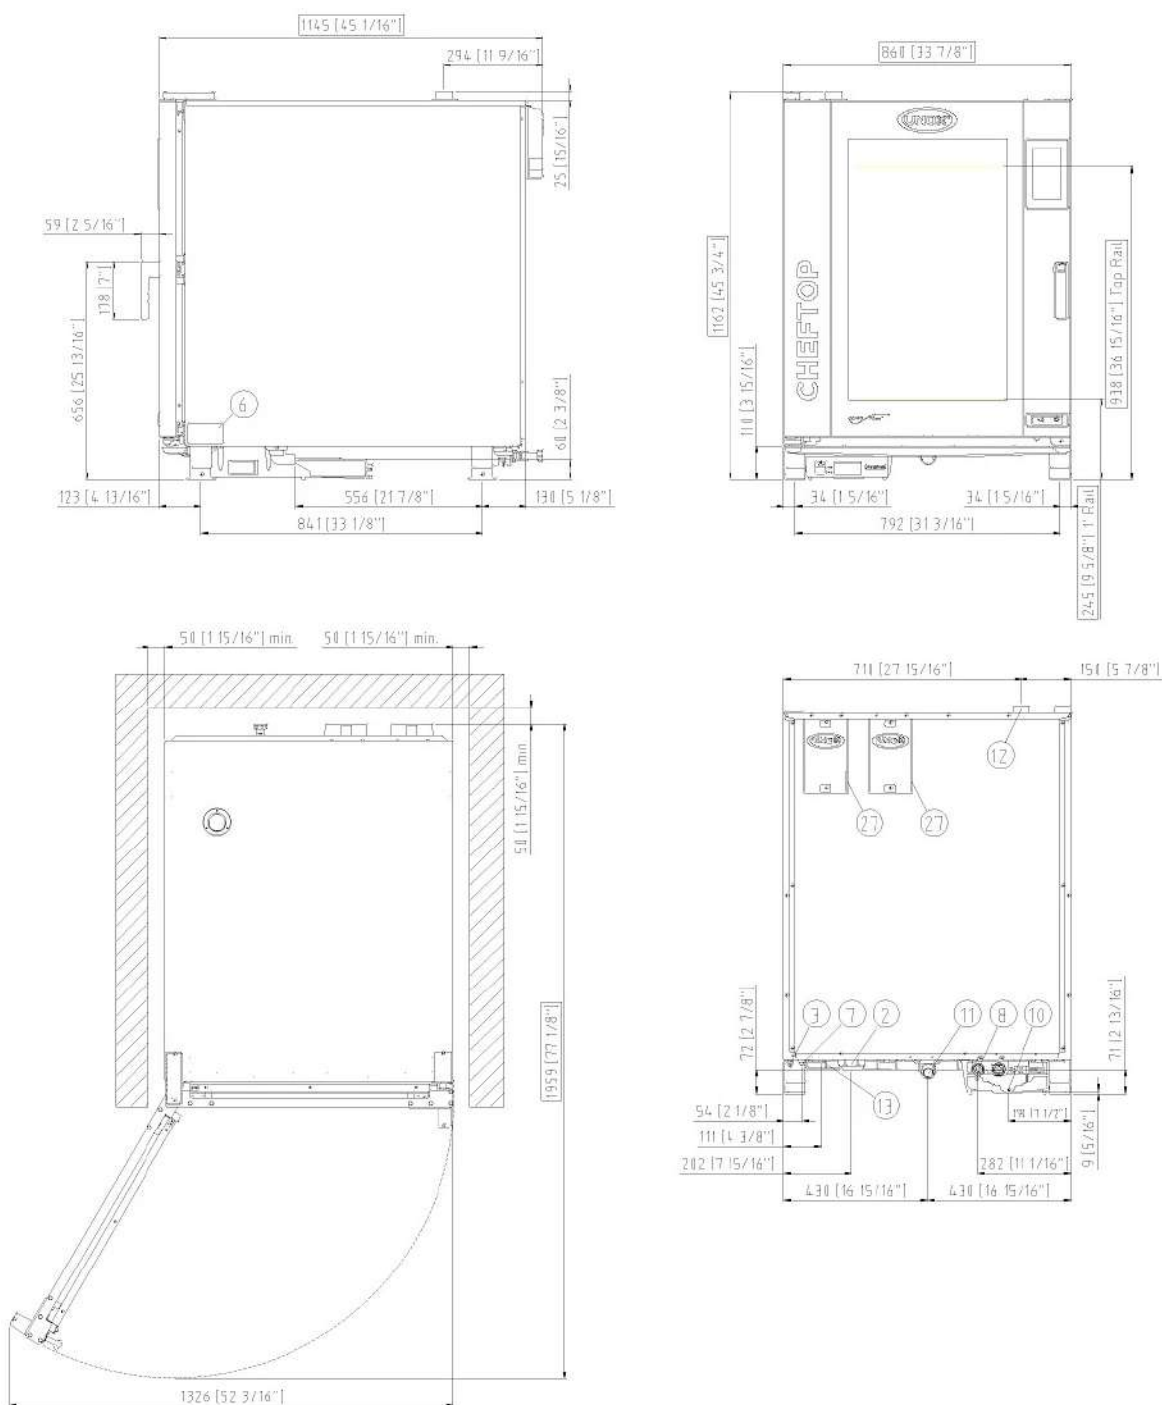 1145 [45 1/16"]
294 [11 9/16"]
25 [15/16"]
59 [2 5/16"]
178 [7"]
656 [25 13/16"]
6
60 [2 3/8"]
123 [4 13/16"]
556 [21 7/8"]
130 [5 1/8"]
841 [33 1/8"]
860 [33 7/8"]
UNOX
CHEFTOP
1162 [45 3/4"]
110 [3 15/16"]
938 [36 15/16"] Top Rail
34 [1 5/16"]
34 [1 5/16"]
792 [31 3/16"]
245 [9 5/8"] 1° Rail
50 [1 15/16"] min.
50 [1 15/16"] min.
50 [1 15/16"] min
1959 [77 1/8"]
1326 [52 3/16"]
710 [27 15/16"]
150 [5 7/8"]
12
27
27
72 [2 7/8"]
3
7
2
11
8
10
71 [2 13/16"]
13
54 [2 1/8"]
111 [4 3/8"]
202 [7 15/16"]
9 [5/16"]
282 [11 1/16"]
430 [16 15/16"]
430 [16 15/16"]